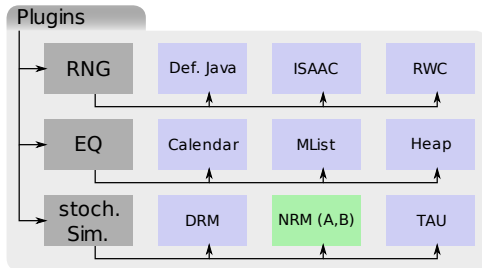 Plugins
RNG
Def. Java
ISAAC
RWC
EQ
Calendar
MList
Heap
stoch.
Sim.
DRM
NRM (A,B)
TAU